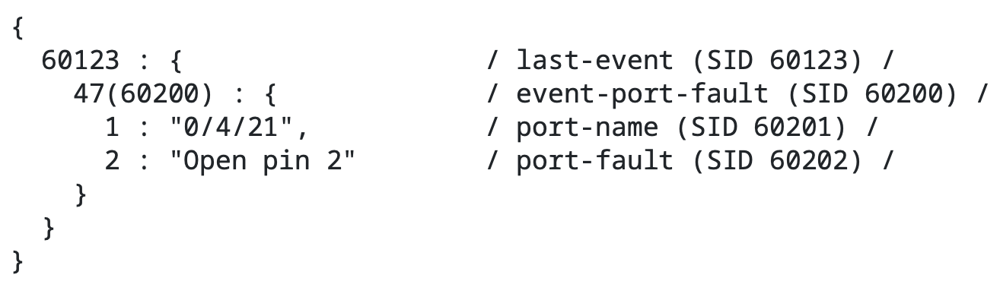 {
  60123 : {                   / last-event (SID 60123) /
    47(60200) : {             / event-port-fault (SID 60200) /
      1 : "0/4/21",           / port-name (SID 60201) /
      2 : "Open pin 2"        / port-fault (SID 60202) /
    }
  }
}